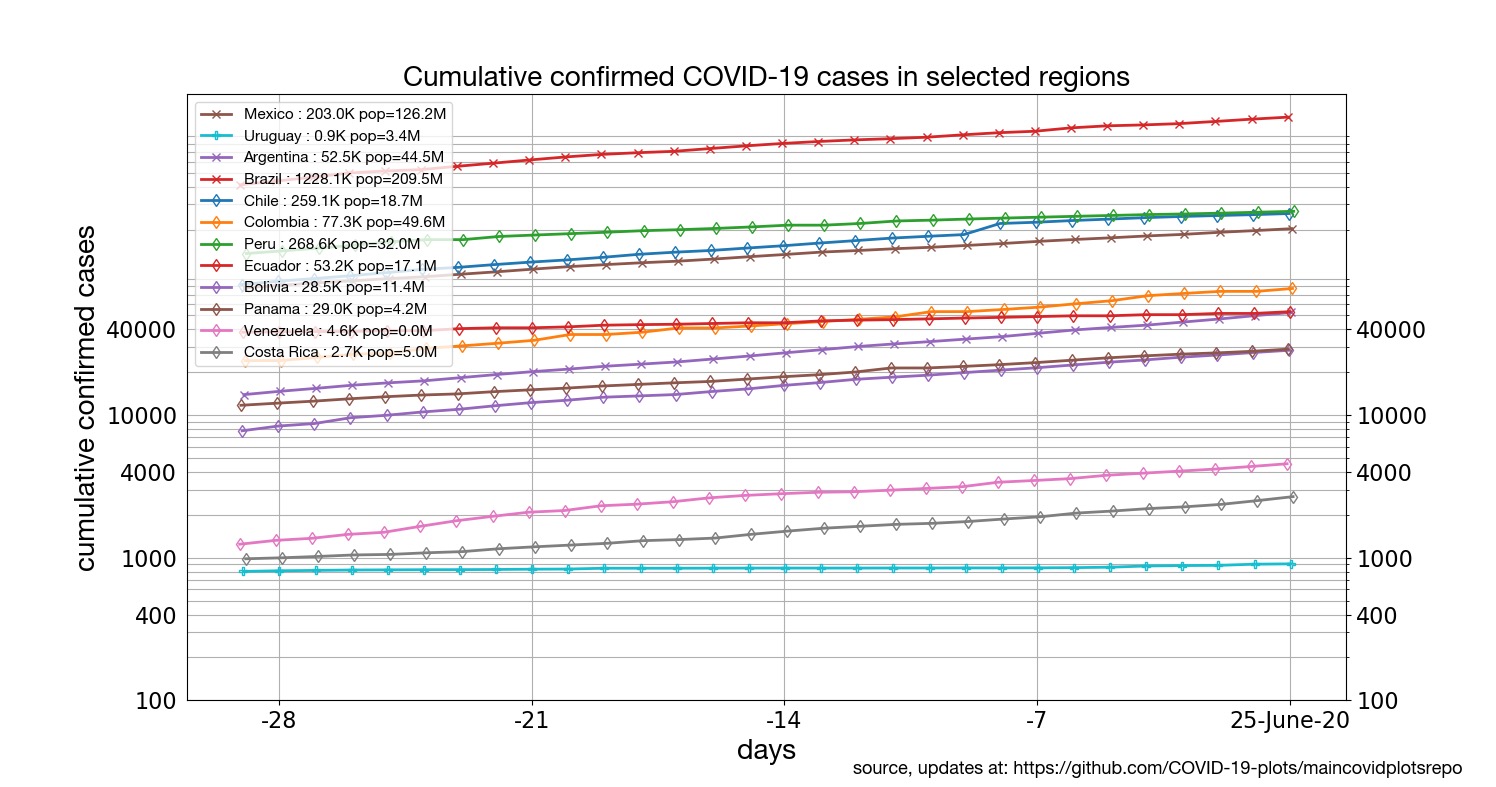 Cumulative confirmed COVID-19 cases in selected regions
Mexico : 203.0K pop=126.2M
Uruguay : 0.9K pop=3.4M
Argentina : 52.5K pop=44.5M
Brazil : 1228.1K pop=209.5M
Chile : 259.1K pop=18.7M
Colombia : 77.3K pop=49.6M
Peru : 268.6K pop=32.0M
Ecuador : 53.2K pop=17.1M
Bolivia : 28.5K pop=11.4M
Panama : 29.0K pop=4.2M
Venezuela : 4.6K pop=0.0M
Costa Rica : 2.7K pop=5.0M
cumulative confirmed cases
40000
10000
4000
1000
400
100
40000
10000
4000
1000
400
100
-28
-21
-14
-7
25-June-20
days
source, updates at: https://github.com/COVID-19-plots/maincovidplotsrepo